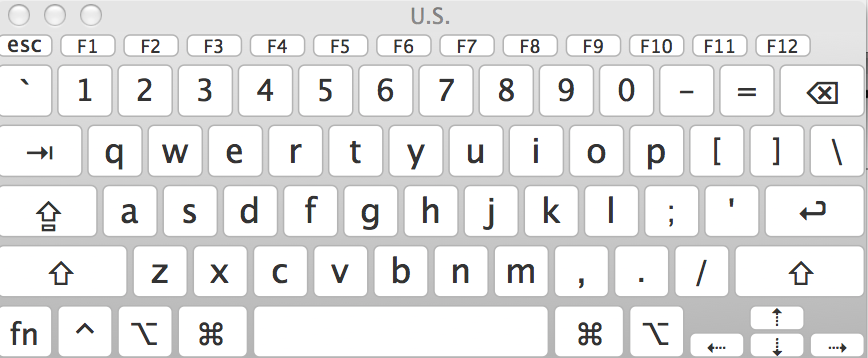 U.S.
esc F1 F2 F3 F4 F5 F6 F7 F8 F9 F10 F11 F12
` 1 2 3 4 5 6 7 8 9 0 - = ⌫
⇥ q w e r t y u i o p [ ] \
⇪ a s d f g h j k l ; ' ↩
⇧ z x c v b n m , . / ⇧
fn ^ ⌥ ⌘ ⌘ ⌥ ⇠ ⇡ ⇣ ⇢